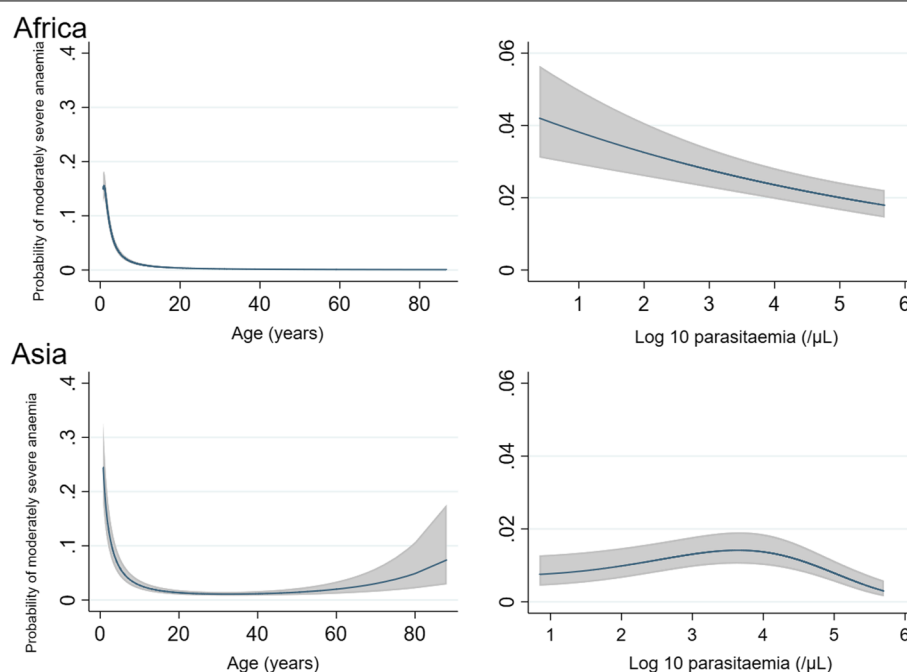 Africa
Probability of moderately severe anaemia
.4
.3
.2
.1
0
0 20 40 60 80
Age (years)
.06
.04
.02
0
1 2 3 4 5 6
Log 10 parasitaemia (/µL)
Asia
Probability of moderately severe anaemia
.4
.3
.2
.1
0
0 20 40 60 80
Age (years)
.06
.04
.02
0
1 2 3 4 5 6
Log 10 parasitaemia (/µL)